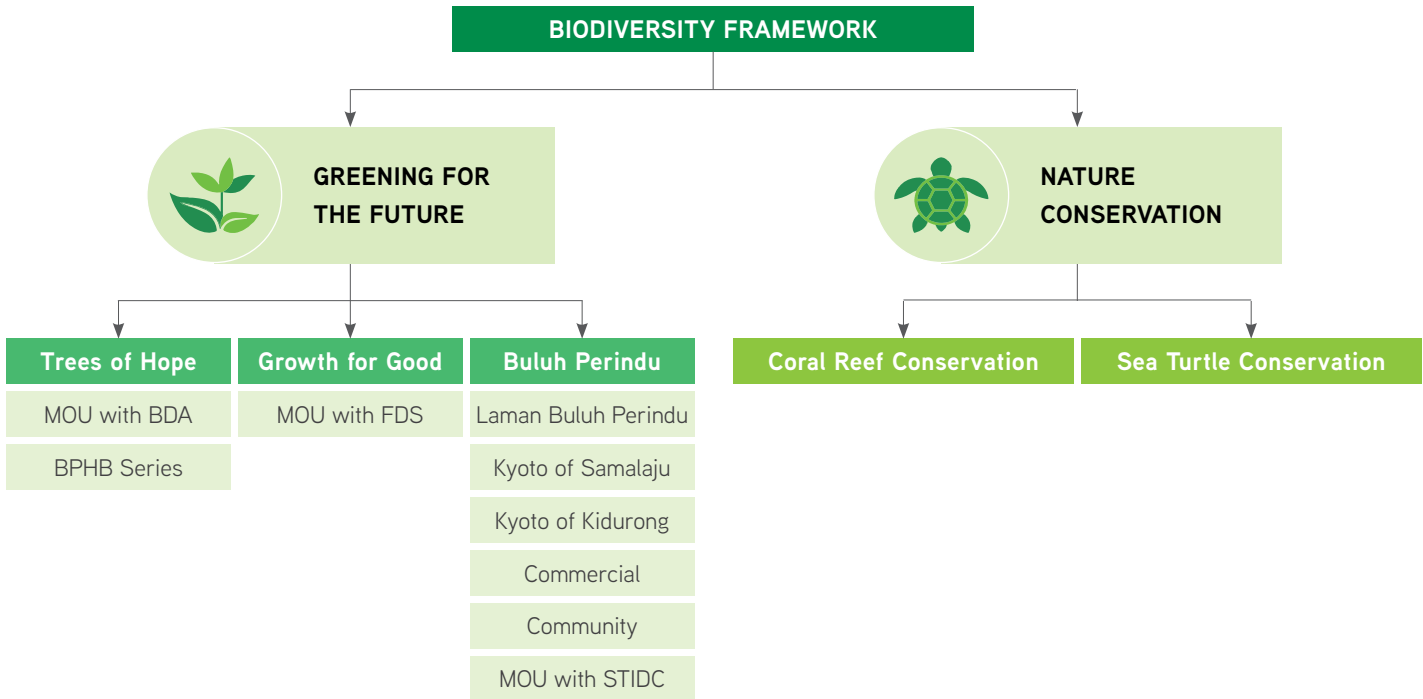 BIODIVERSITY FRAMEWORK
GREENING FOR
THE FUTURE
NATURE
CONSERVATION
Trees of Hope
MOU with BDA
BPHB Series
Growth for Good
MOU with FDS
Buluh Perindu
Laman Buluh Perindu
Kyoto of Samalaju
Kyoto of Kidurong
Commercial
Community
MOU with STIDC
Coral Reef Conservation
Sea Turtle Conservation